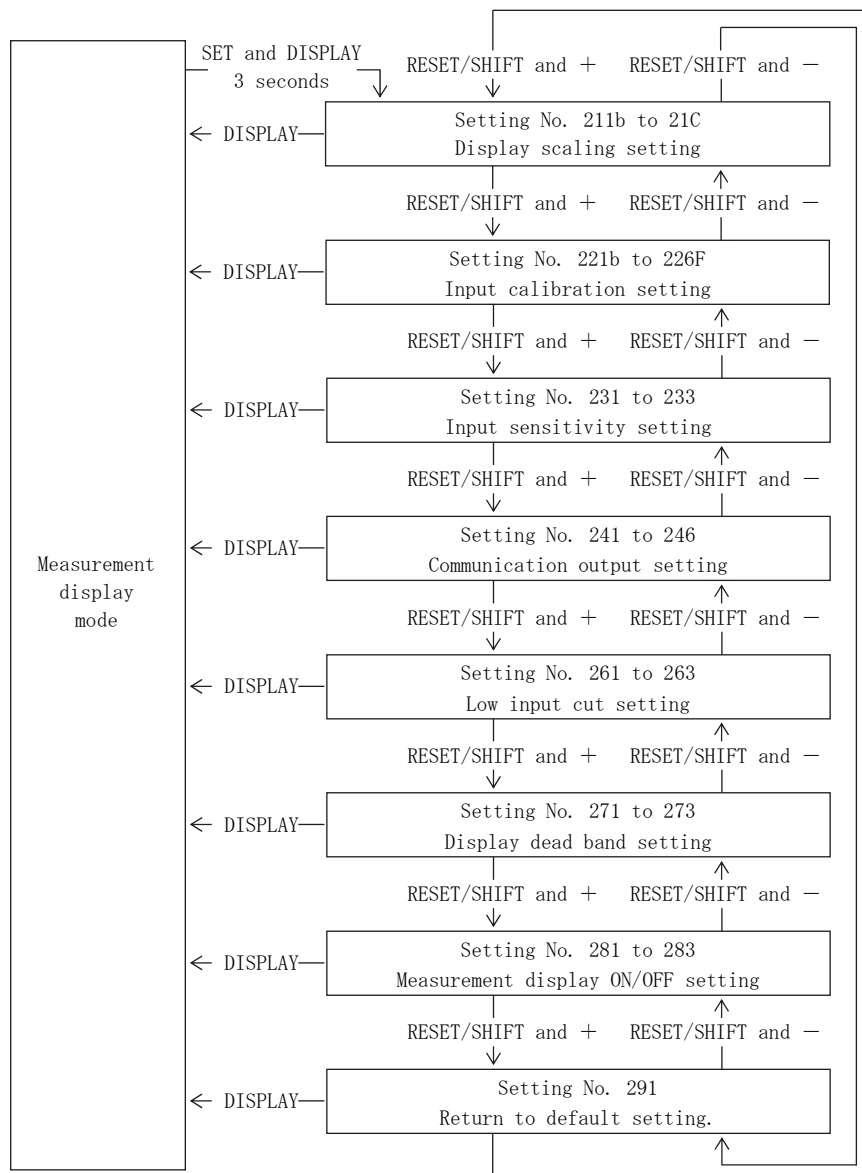 SET and DISPLAY
3 seconds
RESET/SHIFT and + RESET/SHIFT and −
Setting No. 211b to 21C
Display scaling setting
DISPLAY
RESET/SHIFT and + RESET/SHIFT and −
Setting No. 221b to 226F
Input calibration setting
DISPLAY
RESET/SHIFT and + RESET/SHIFT and −
Setting No. 231 to 233
Input sensitivity setting
DISPLAY
RESET/SHIFT and + RESET/SHIFT and −
Setting No. 241 to 246
Communication output setting
DISPLAY
Measurement
display
mode
RESET/SHIFT and + RESET/SHIFT and −
Setting No. 261 to 263
Low input cut setting
DISPLAY
RESET/SHIFT and + RESET/SHIFT and −
Setting No. 271 to 273
Display dead band setting
DISPLAY
RESET/SHIFT and + RESET/SHIFT and −
Setting No. 281 to 283
Measurement display ON/OFF setting
DISPLAY
RESET/SHIFT and + RESET/SHIFT and −
Setting No. 291
Return to default setting.
DISPLAY